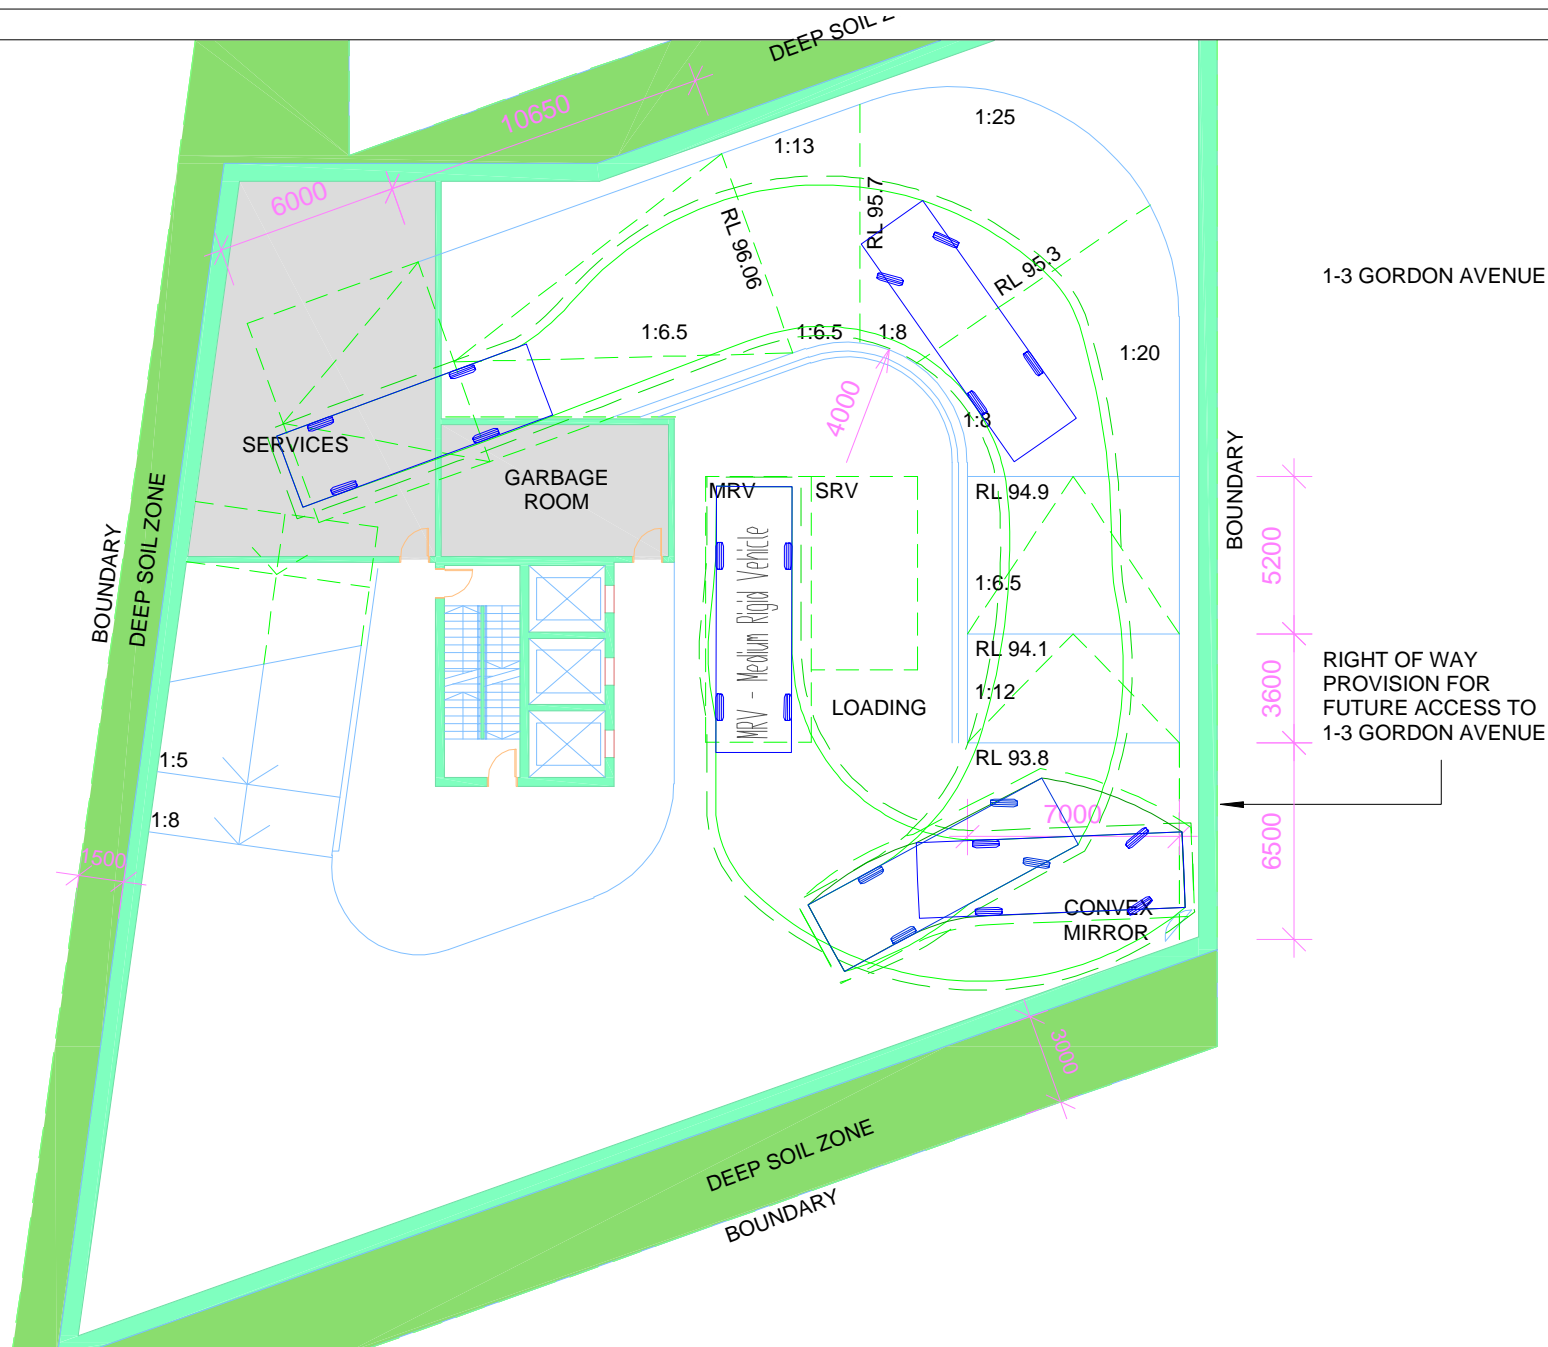 DEEP SOIL Z
10650
6000
1:25
1:13
RL 95.7
RL 96.06
RL 95.3
1-3 GORDON AVENUE
1:6.5
1:6.5
1:8
1:20
4000
1:8
SERVICES
GARBAGE
ROOM
BOUNDARY
DEEP SOIL ZONE
MRV
SRV
MRV - Medium Rigid Vehicle
RL 94.9
BOUNDARY
5200
1:6.5
RL 94.1
1:12
3600
LOADING
RL 93.8
RIGHT OF WAY
PROVISION FOR
FUTURE ACCESS TO
1-3 GORDON AVENUE
1:5
1:8
1500
7000
6500
CONVEX
MIRROR
3000
DEEP SOIL ZONE
BOUNDARY